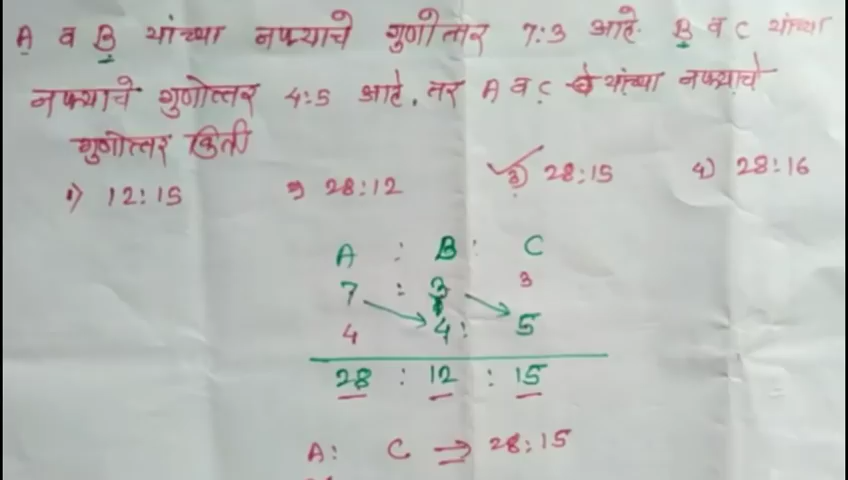 A व B यांच्या नफ्याचे गुणोत्तर 7:3 आहे. B व C यांच्या
नफ्याचे गुणोत्तर 4:5 आहे. तर A व C यांच्या नफ्याचे
गुणोत्तर किती
1) 12:15 2) 28:12 3) 28:15 4) 28:16
A : B : C
7 : 3 3
4 4: 5
28 : 12 : 15
A: C ⇒ 28:15